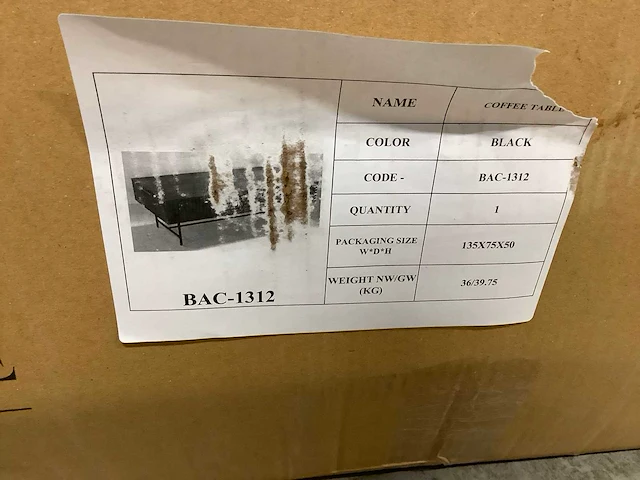 NAME COFFEE TABLE
COLOR BLACK
CODE - BAC-1312
QUANTITY 1
PACKAGING SIZE
W*D*H 135X75X50
WEIGHT NW/GW
(KG) 36/39.75
BAC-1312